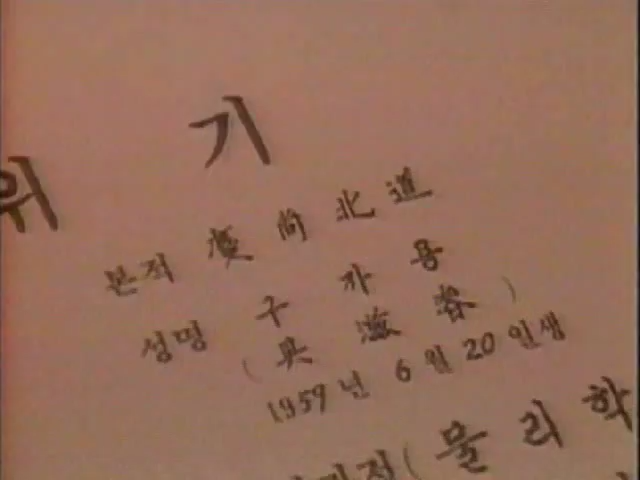 위 기
본적 慶 尙 北 道
성명 구 자 용
( 具 滋 容 )
1959 년 6 월 20 일생
(물 리 학